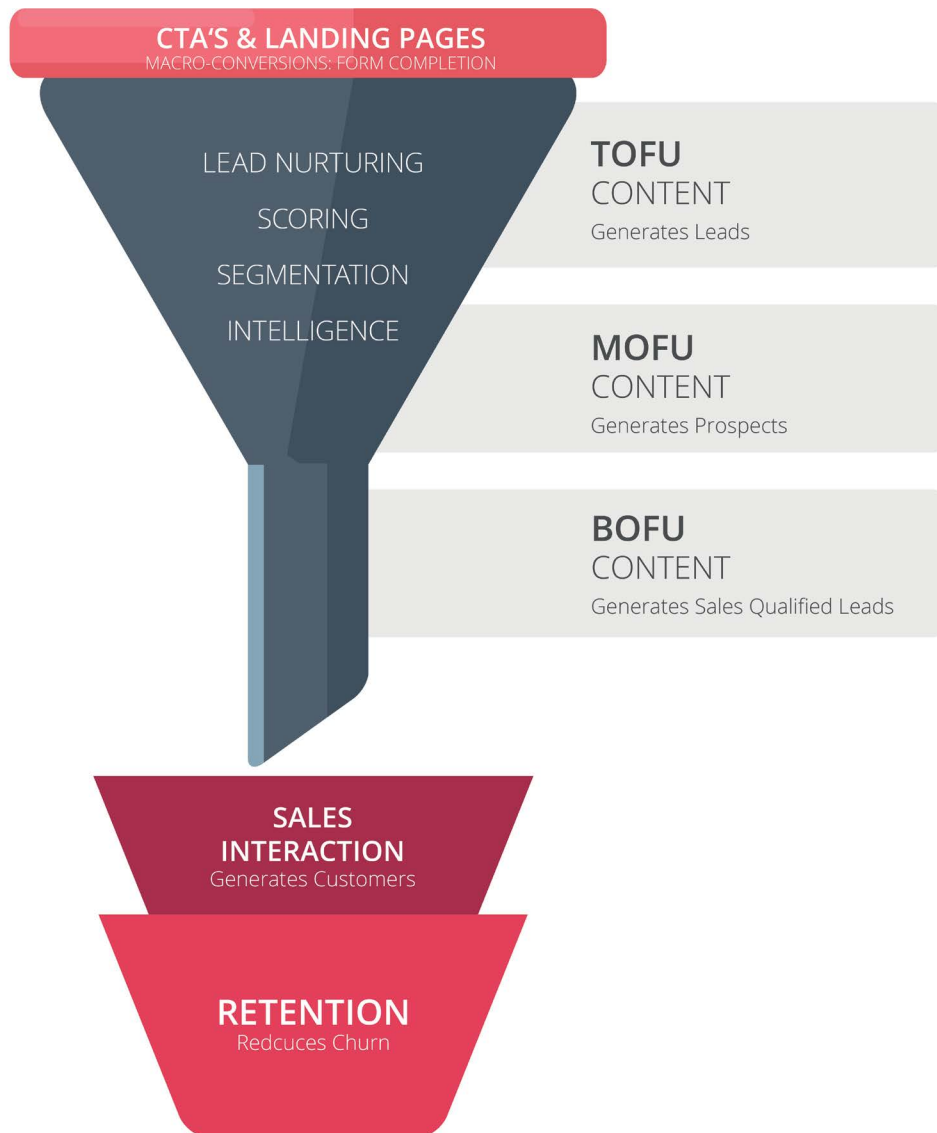 CTA‘S & LANDING PAGES
MACRO-CONVERSIONS: FORM COMPLETION
LEAD NURTURING
SCORING
SEGMENTATION
INTELLIGENCE
TOFU
CONTENT
Generates Leads
MOFU
CONTENT
Generates Prospects
BOFU
CONTENT
Generates Sales Qualified Leads
SALES
INTERACTION
Generates Customers
RETENTION
Redcuces Churn